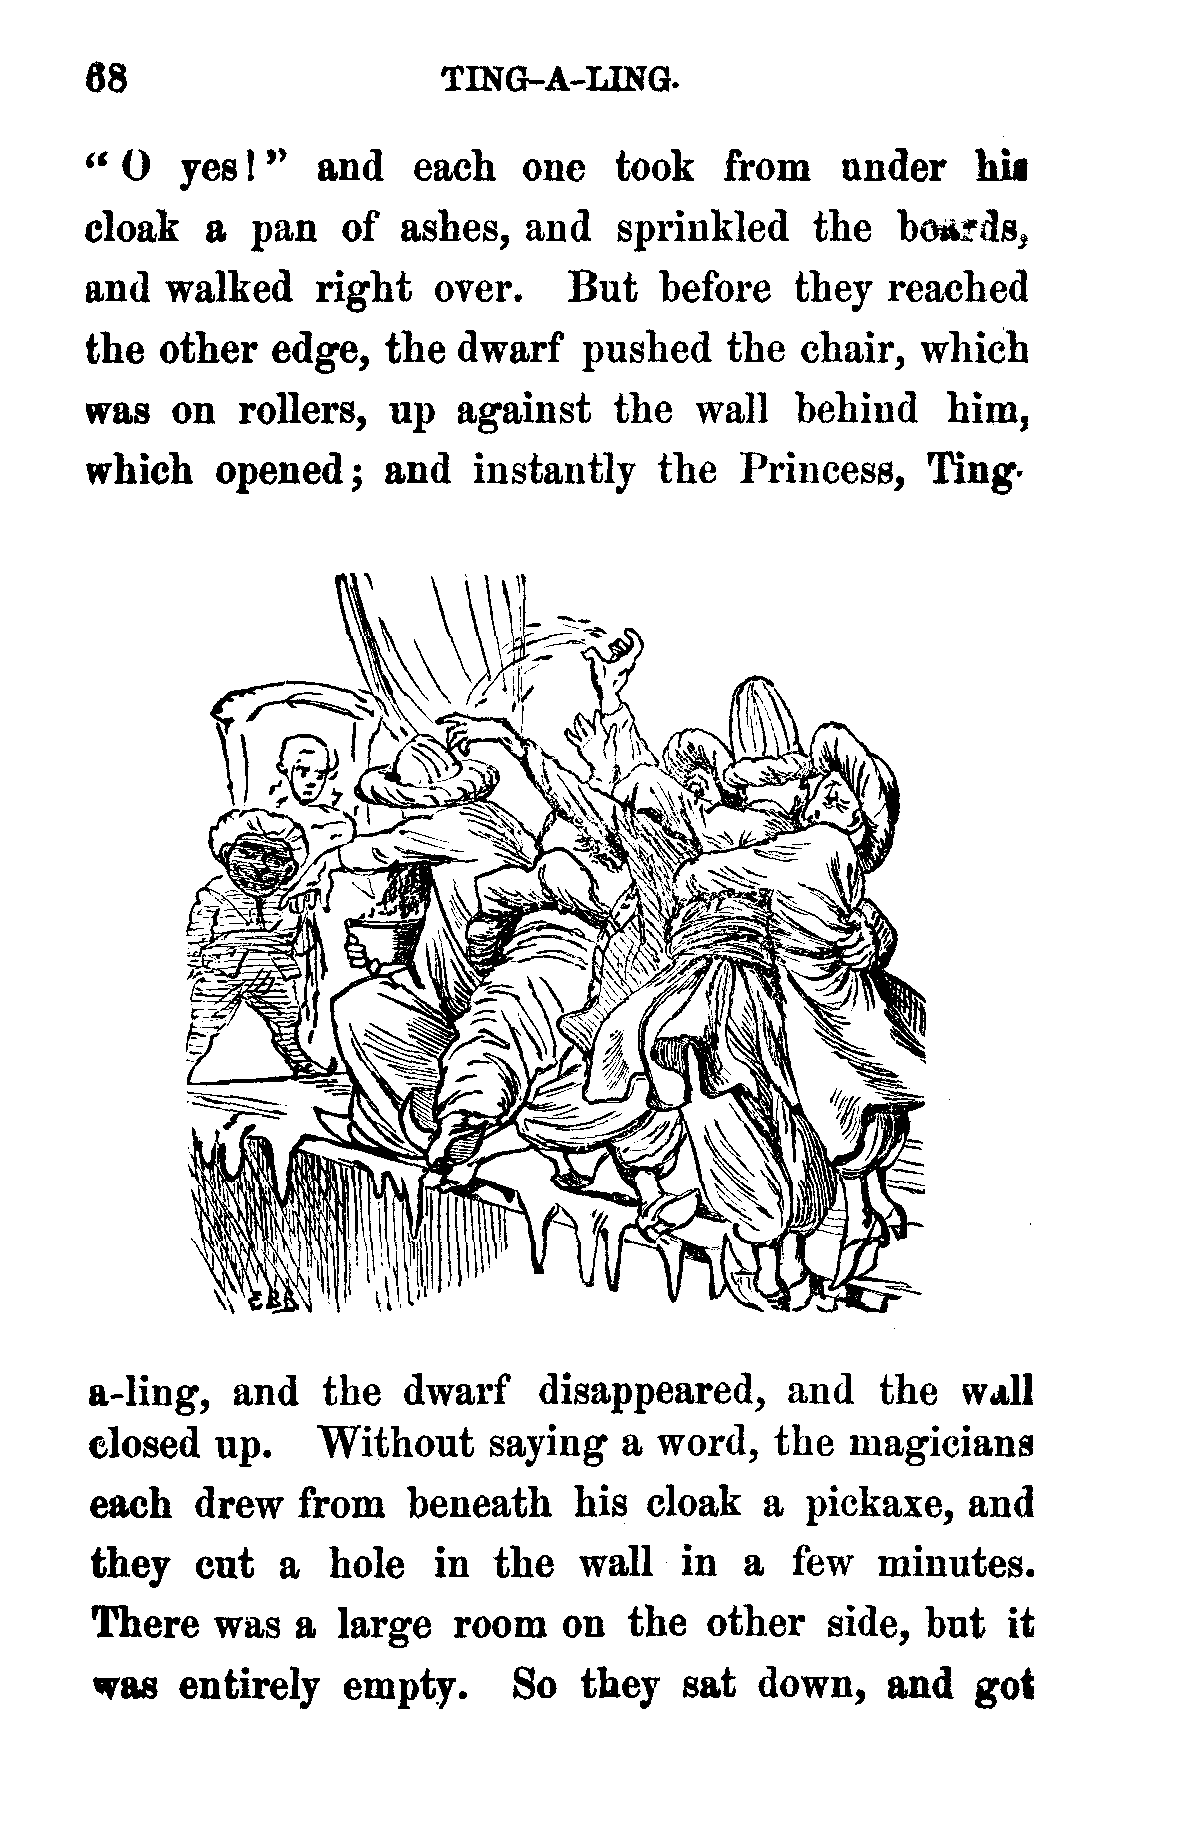 68 TING-A-LING.
“ O yes! ” and each one took from under his
cloak a pan of ashes, and sprinkled the boards,
and walked right over. But before they reached
the other edge, the dwarf pushed the chair, which
was on rollers, up against the wall behind him,
which opened; and instantly the Princess, Ting-
EBB
a-ling, and the dwarf disappeared, and the wall
closed up. Without saying a word, the magicians
each drew from beneath his cloak a pickaxe, and
they cut a hole in the wall in a few minutes.
There was a large room on the other side, but it
was entirely empty. So they sat down, and got